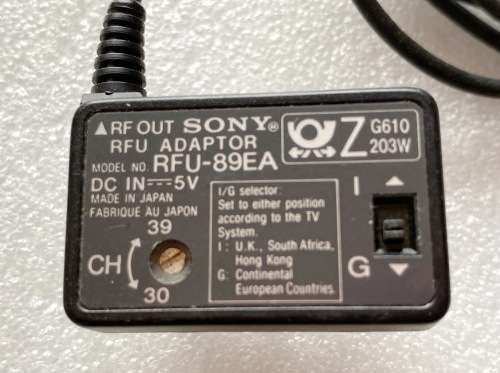 ▲RF OUT SONY®
RFU ADAPTOR
MODEL NO. RFU-89EA
DC IN ⎓ 5V
MADE IN JAPAN
FABRIQUE AU JAPON
39
CH
30
Z G610
203W
I/G selector:
Set to either position
according to the TV
System.
I : U.K., South Africa,
Hong Kong
G: Continental
European Countries
I ▲
G ▼